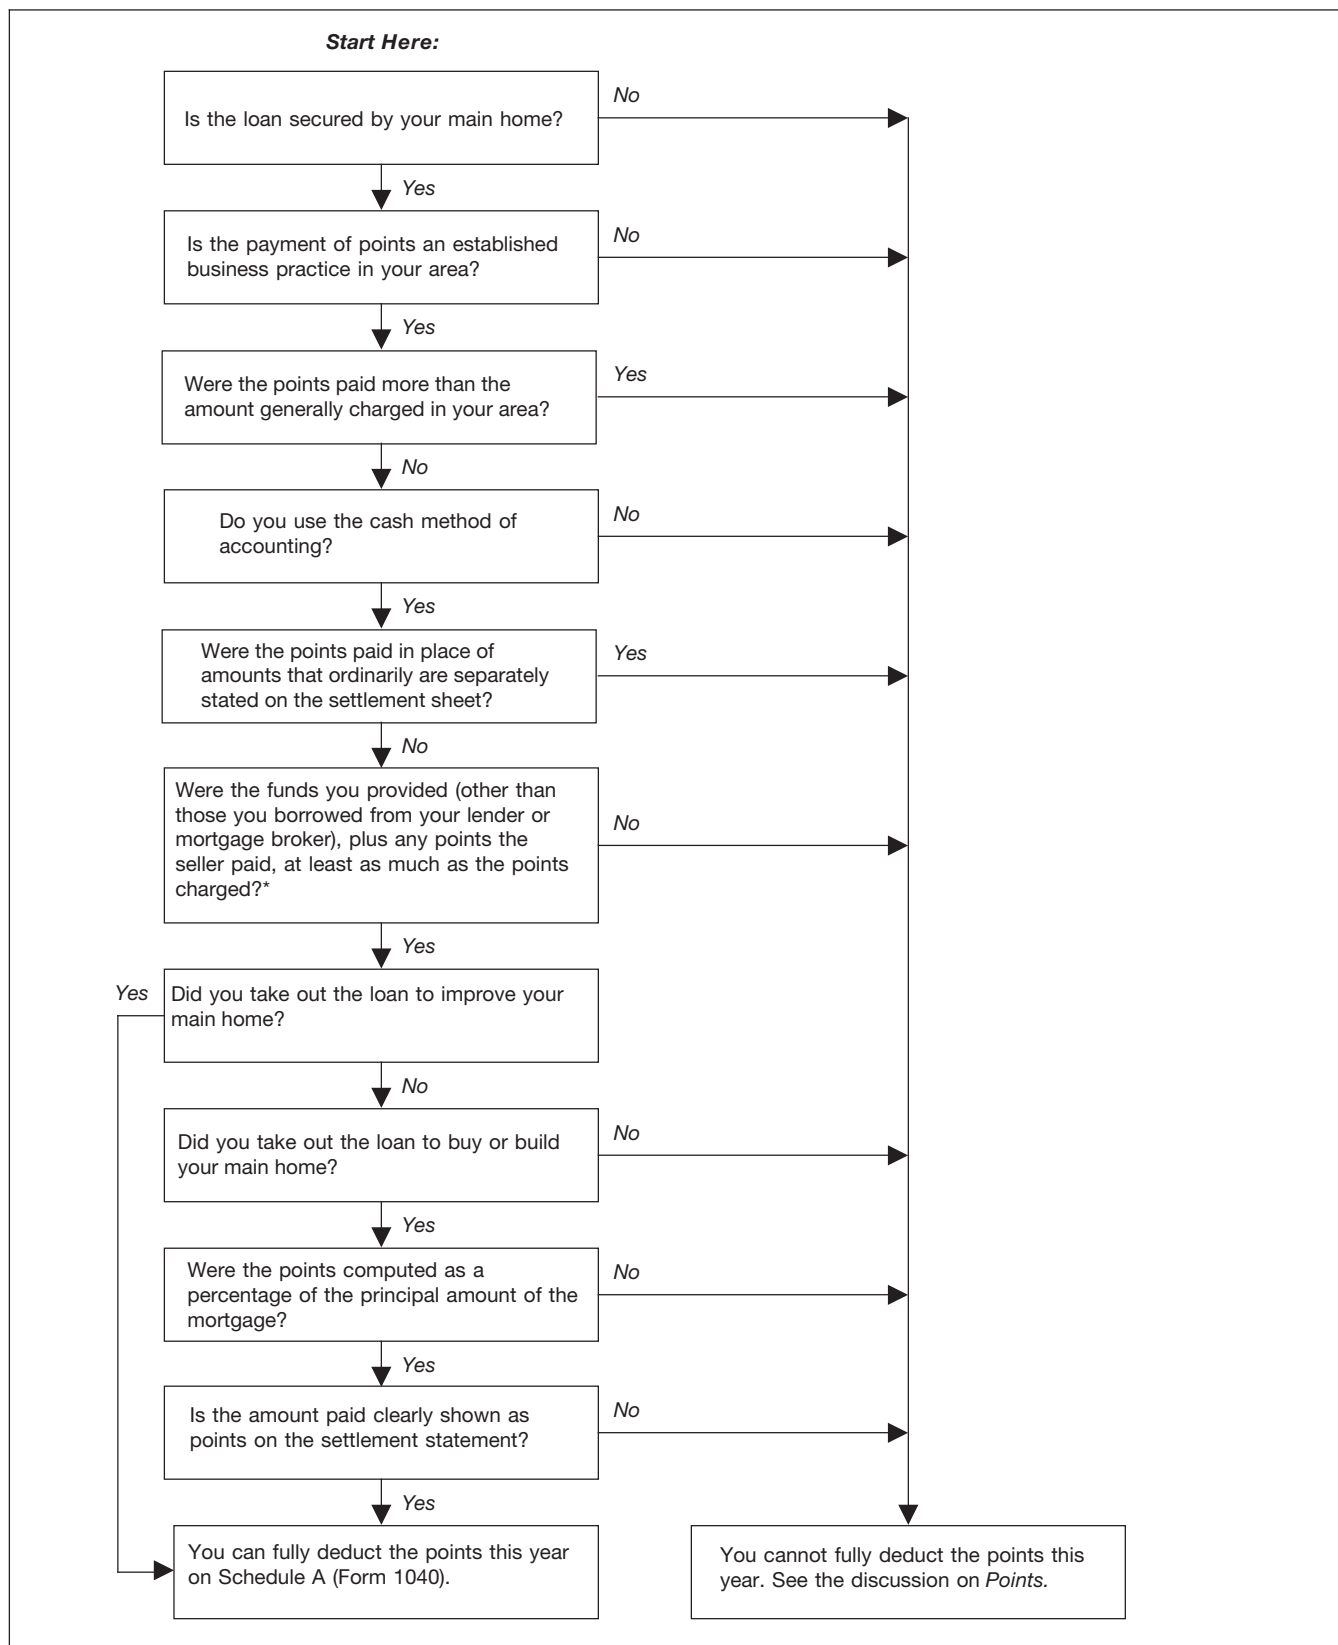 Start Here:
Is the loan secured by your main home?
No
Yes
Is the payment of points an established
business practice in your area?
No
Yes
Were the points paid more than the
amount generally charged in your area?
Yes
No
Do you use the cash method of
accounting?
No
Yes
Were the points paid in place of
amounts that ordinarily are separately
stated on the settlement sheet?
Yes
No
Were the funds you provided (other than
those you borrowed from your lender or
mortgage broker), plus any points the
seller paid, at least as much as the points
charged?*
No
Yes
Did you take out the loan to improve your
main home?
Yes
No
Did you take out the loan to buy or build
your main home?
No
Yes
Were the points computed as a
percentage of the principal amount of the
mortgage?
No
Yes
Is the amount paid clearly shown as
points on the settlement statement?
No
Yes
You can fully deduct the points this year
on Schedule A (Form 1040).
You cannot fully deduct the points this
year. See the discussion on Points.